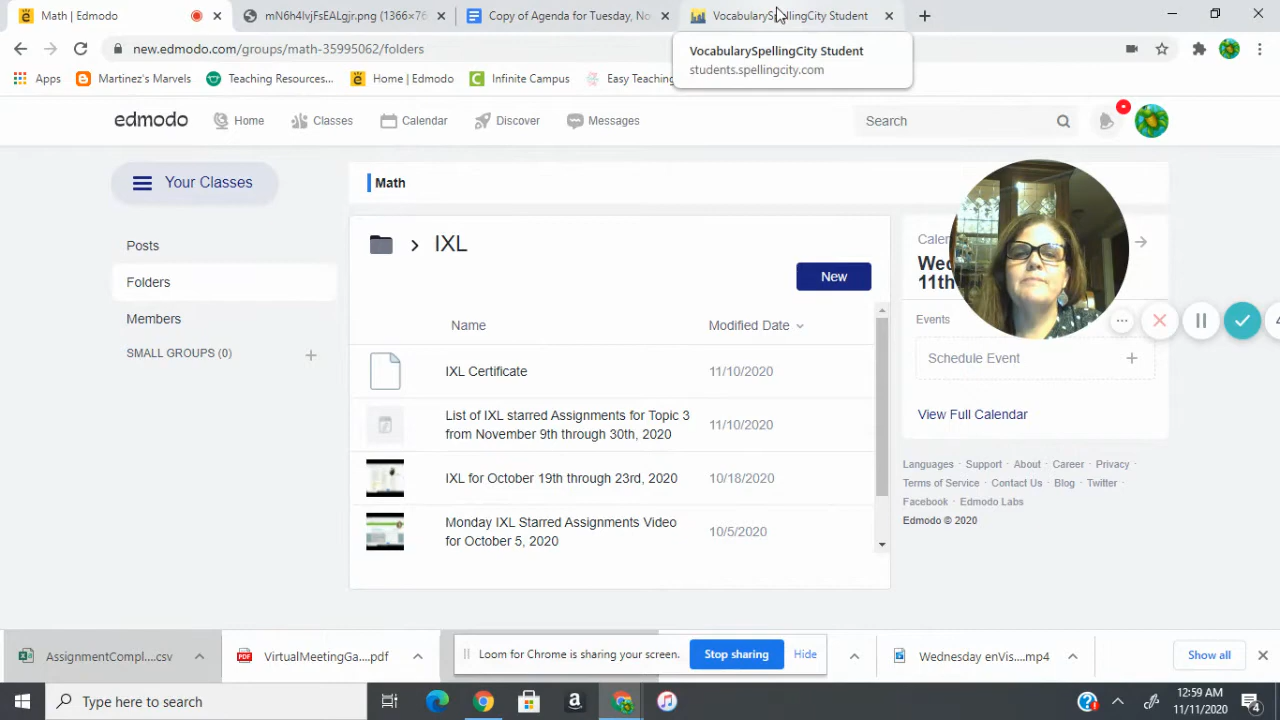 Math | Edmodo
mN6h4lvjFsEALgjr.png (1366×76
Copy of Agenda for Tuesday, No
VocabularySpellingCity Student
new.edmodo.com/groups/math-35995062/folders
VocabularySpellingCity Student
students.spellingcity.com
Apps
Martinez's Marvels
Teaching Resources...
Home | Edmodo
Infinite Campus
Easy Teaching
edmodo
Home
Classes
Calendar
Discover
Messages
Search
Your Classes
Math
Posts
Folders
Members
SMALL GROUPS (0)
IXL
New
Name
Modified Date
IXL Certificate
11/10/2020
List of IXL starred Assignments for Topic 3
from November 9th through 30th, 2020
11/10/2020
IXL for October 19th through 23rd, 2020
10/18/2020
Monday IXL Starred Assignments Video
for October 5, 2020
10/5/2020
Calen
Wed
11th
Events
Schedule Event
View Full Calendar
Languages · Support · About · Career · Privacy ·
Terms of Service · Contact Us · Blog · Twitter ·
Facebook · Edmodo Labs
Edmodo © 2020
AssignmentCompl....csv
VirtualMeetingGa....pdf
Loom for Chrome is sharing your screen.
Stop sharing
Hide
Wednesday enVis....mp4
Show all
Type here to search
12:59 AM
11/11/2020
4